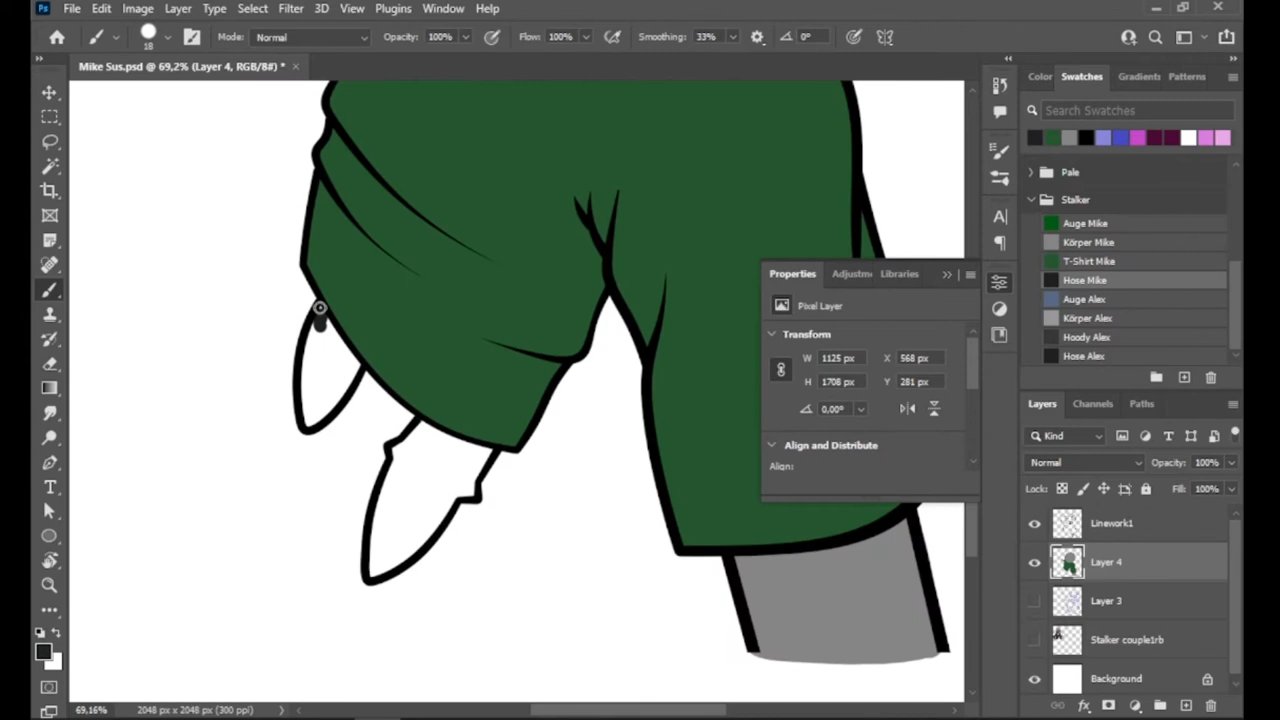 Ps File Edit Image Layer Type Select Filter 3D View Plugins Window Help
18 Mode: Normal Opacity: 100% Flow: 100% Smoothing: 33% 0°
Mike Sus.psd @ 69,2% (Layer 4, RGB/8#) *
Color Swatches Gradients Patterns
Search Swatches
Pale
Stalker
Auge Mike
Körper Mike
T-Shirt Mike
Hose Mike
Auge Alex
Körper Alex
Hoody Alex
Hose Alex
Properties Adjustm Libraries
Pixel Layer
Transform
W 1125 px X 568 px
H 1708 px Y 281 px
0,00°
Align and Distribute
Align:
Layers Channels Paths
Kind
Normal Opacity: 100%
Lock: Fill: 100%
Linework1
Layer 4
Layer 3
Stalker couple1rb
Background
69,16% 2048 px x 2048 px (300 ppi)